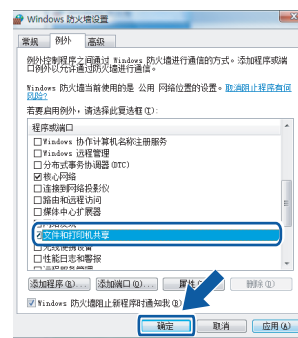 Windows 防火墙设置
常规 例外 高级
例外控制程序之间通过 Windows 防火墙进行通信的方式。添加程序或端
口例外以允许通过防火墙进行通信。
Windows 防火墙当前使用的是 公用 网络位置的设置。取消阻止程序有何
风险?
若要启用例外，请选择此复选框(T):
程序或端口
Windows 协作计算机名称注册服务
Windows 远程管理
分布式事务协调器(DTC)
核心网络
连接到网络投影仪
路由和远程访问
媒体中心扩展器
网络发现
文件和打印机共享
无线便携设备
性能日志和警报
添加程序(R)... 添加端口(O)... 删除(D)
Windows 防火墙阻止新程序时通知我(B)
确定 取消 应用(A)